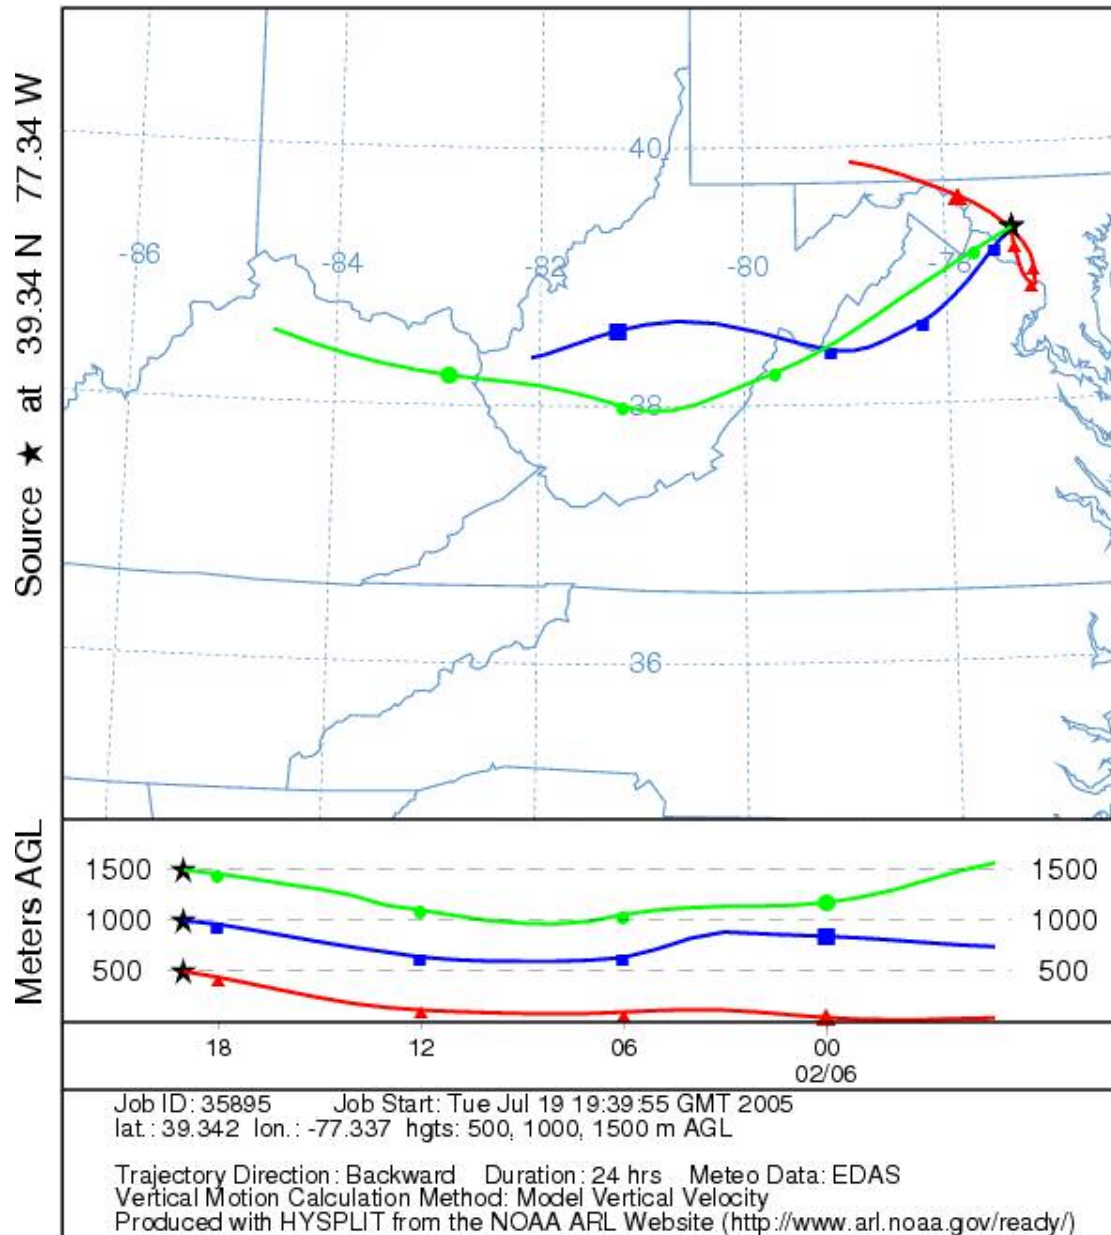 Source ★ at 39.34 N 77.34 W
40
-86
-84
-82
-80
-78
38
36
Meters AGL
1500
1500
1000
1000
500
500
18
12
06
00
02/06
Job ID: 35895 Job Start: Tue Jul 19 19:39:55 GMT 2005
lat.: 39.342 lon.: -77.337 hgts: 500, 1000, 1500 m AGL
Trajectory Direction: Backward Duration: 24 hrs Meteo Data: EDAS
Vertical Motion Calculation Method: Model Vertical Velocity
Produced with HYSPLIT from the NOAA ARL Website (http://www.arl.noaa.gov/ready/)